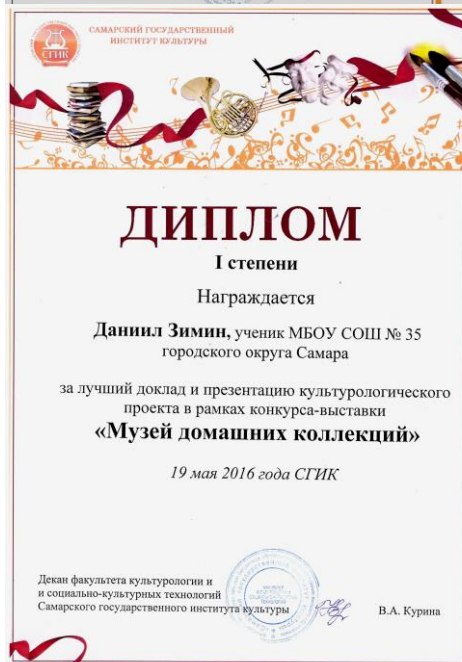 САМАРСКИЙ ГОСУДАРСТВЕННЫЙ
ИНСТИТУТ КУЛЬТУРЫ
СГИК
ДИПЛОМ
I степени
Награждается
Даниил Зимин, ученик МБОУ СОШ № 35
городского округа Самара
за лучший доклад и презентацию культурологического
проекта в рамках конкурса-выставки
«Музей домашних коллекций»
19 мая 2016 года СГИК
Декан факультета культурологии и
и социально-культурных технологий
Самарского государственного института культуры
В.А. Курина